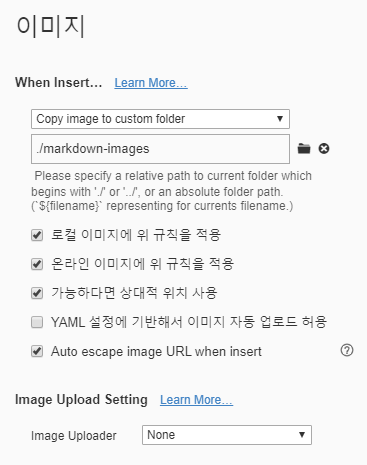 이미지
When Insert... Learn More...
Copy image to custom folder
./markdown-images
Please specify a relative path to current folder which
begins with './' or '../', or an absolute folder path.
(`${filename}` representing for currents filename.)
로컬 이미지에 위 규칙을 적용
온라인 이미지에 위 규칙을 적용
가능하다면 상대적 위치 사용
YAML 설정에 기반해서 이미지 자동 업로드 허용
Auto escape image URL when insert
Image Upload Setting Learn More...
Image Uploader None